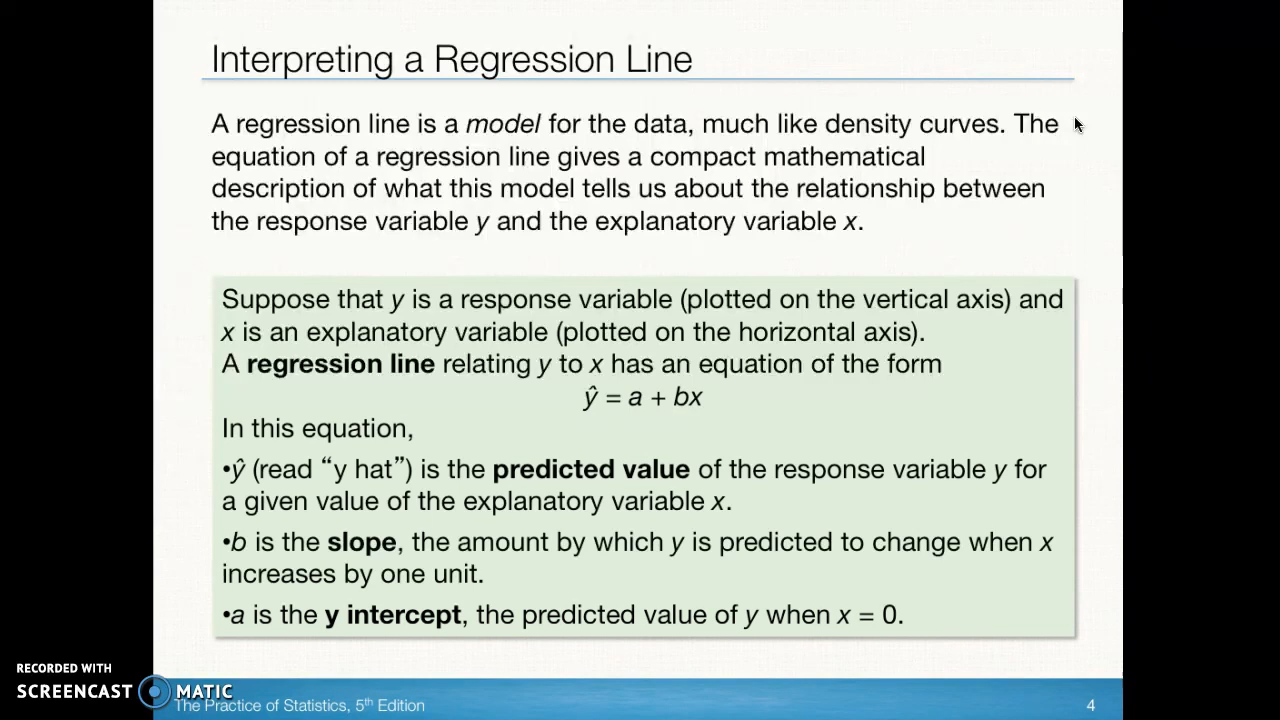 Interpreting a Regression Line
A regression line is a model for the data, much like density curves. The
equation of a regression line gives a compact mathematical
description of what this model tells us about the relationship between
the response variable y and the explanatory variable x.
Suppose that y is a response variable (plotted on the vertical axis) and
x is an explanatory variable (plotted on the horizontal axis).
A regression line relating y to x has an equation of the form
ŷ = a + bx
In this equation,
•ŷ (read “y hat”) is the predicted value of the response variable y for
a given value of the explanatory variable x.
•b is the slope, the amount by which y is predicted to change when x
increases by one unit.
•a is the y intercept, the predicted value of y when x = 0.
RECORDED WITH
SCREENCAST MATIC
The Practice of Statistics, 5th Edition
4